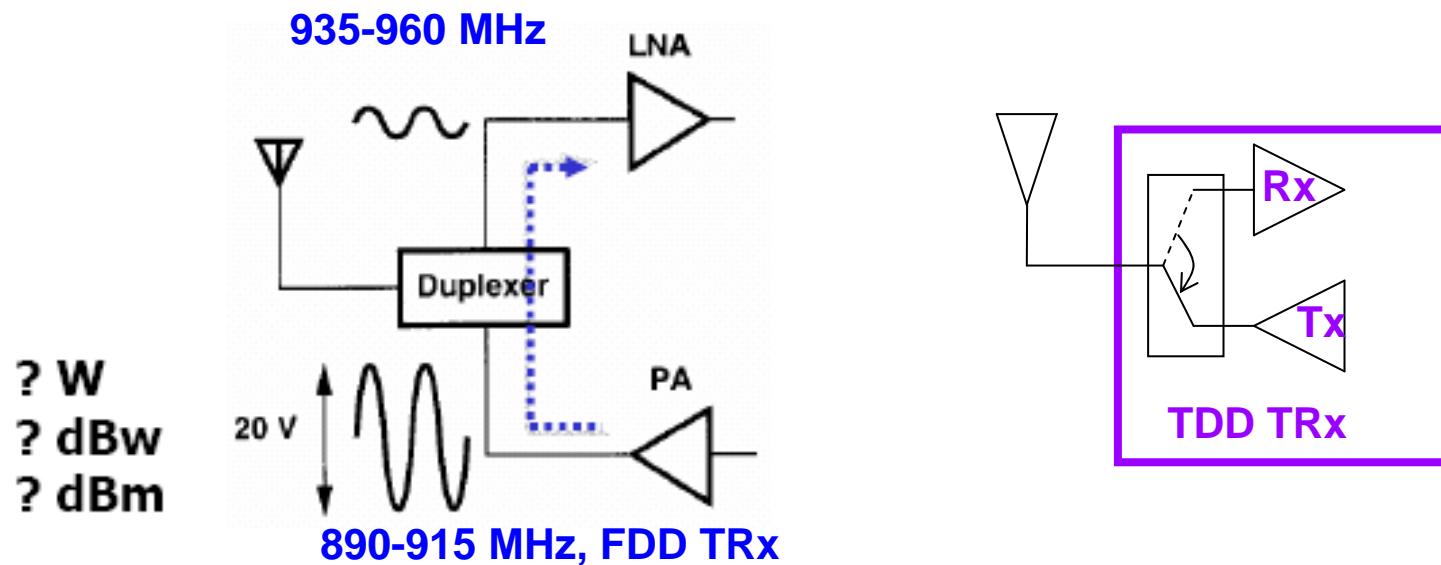 935-960 MHz
LNA
Duplexer
? W
? dBw
? dBm
20 V
PA
890-915 MHz, FDD TRx
Rx
Tx
TDD TRx